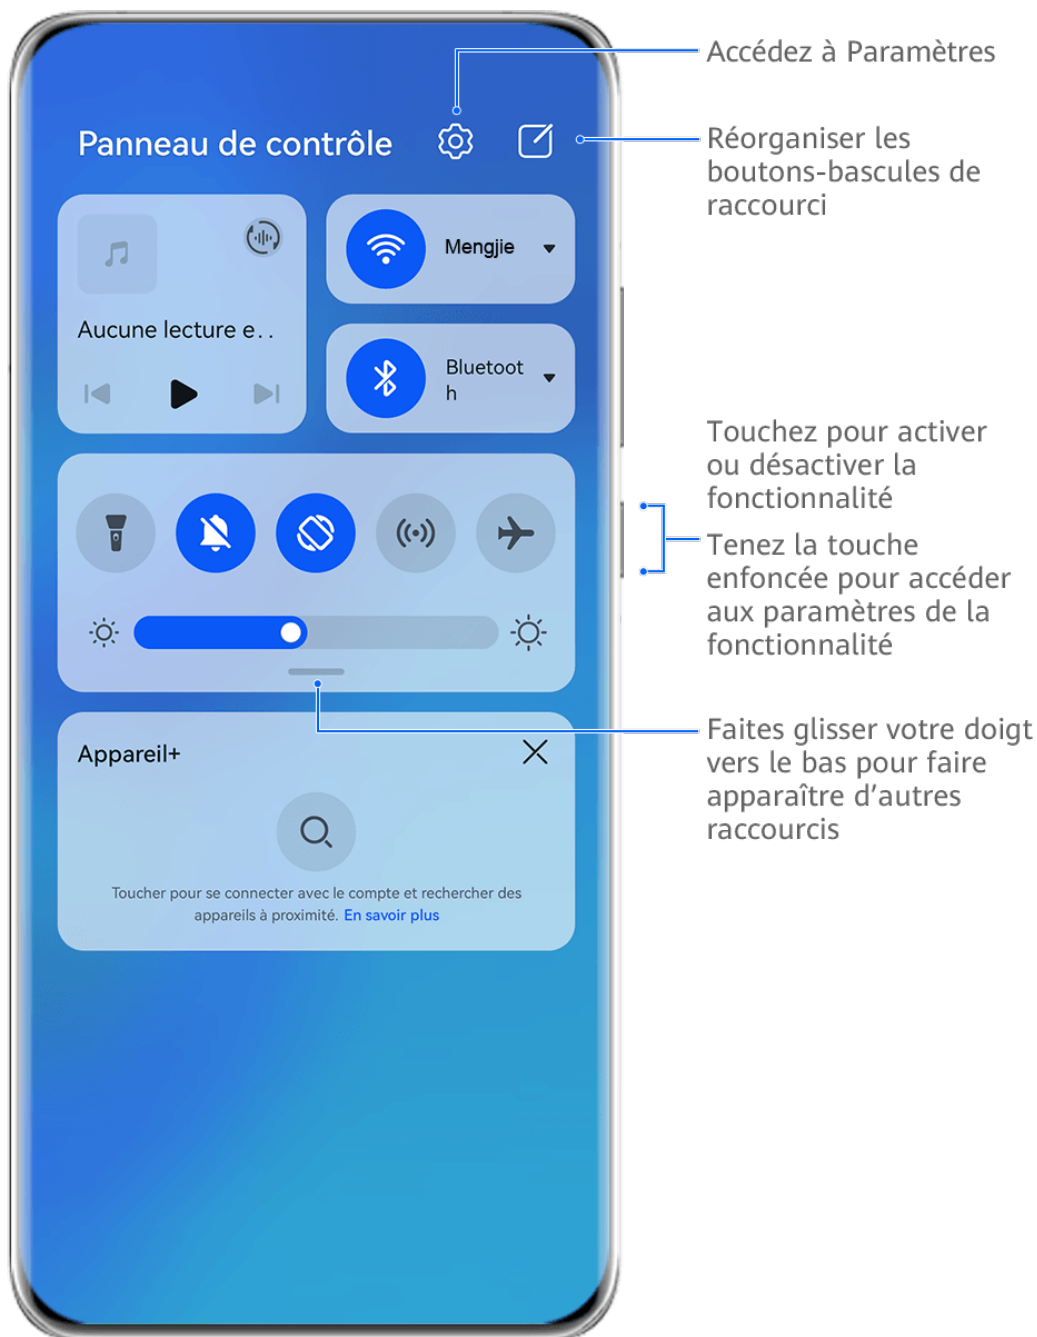 Accédez à Paramètres
Panneau de contrôle
Réorganiser les
boutons-bascules de
raccourci
Mengjie
Aucune lecture e..
Bluetoot
h
Touchez pour activer
ou désactiver la
fonctionnalité
Tenez la touche
enfoncée pour accéder
aux paramètres de la
fonctionnalité
Faites glisser votre doigt
vers le bas pour faire
apparaître d’autres
raccourcis
Appareil+
Toucher pour se connecter avec le compte et rechercher des
appareils à proximité. En savoir plus